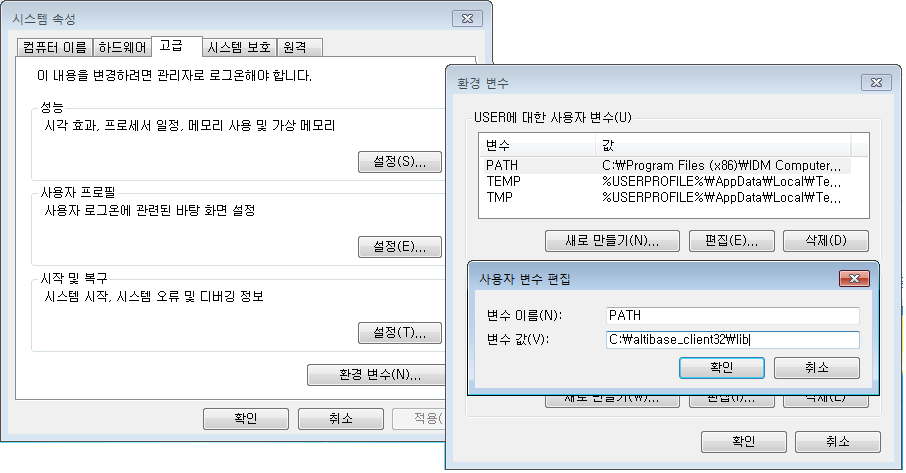 시스템 속성
컴퓨터 이름 하드웨어 고급 시스템 보호 원격
이 내용을 변경하려면 관리자로 로그온해야 합니다.
성능
시각 효과, 프로세서 일정, 메모리 사용 및 가상 메모리
설정(S)...
사용자 프로필
사용자 로그온에 관련된 바탕 화면 설정
설정(E)...
시작 및 복구
시스템 시작, 시스템 오류 및 디버깅 정보
설정(T)...
환경 변수(N)...
확인 취소 적용(
환경 변수
USER에 대한 사용자 변수(U)
변수 값
PATH C:₩Program Files (x86)₩IDM Computer...
TEMP %USERPROFILE%₩AppData₩Local₩Te...
TMP %USERPROFILE%₩AppData₩Local₩Te...
새로 만들기(N)... 편집(E)... 삭제(D)
사용자 변수 편집
변수 이름(N): PATH
변수 값(V): C:₩altibase_client32₩lib
확인 취소
새로 만들기(W)... 편집(I)... 삭제(L)
확인 취소